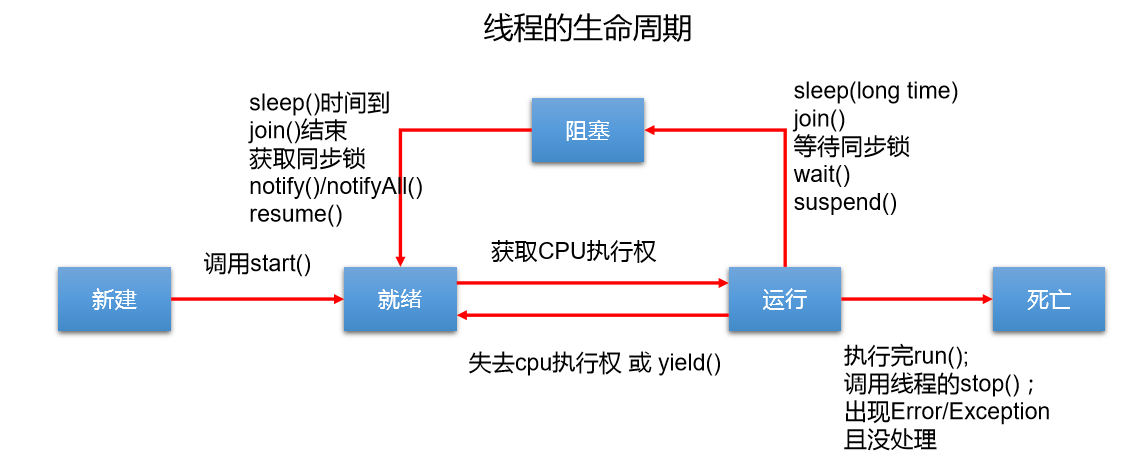 线程的生命周期
sleep()时间到
join()结束
获取同步锁
notify()/notifyAll()
resume()
阻塞
sleep(long time)
join()
等待同步锁
wait()
suspend()
调用start()
获取CPU执行权
新建
就绪
运行
死亡
失去cpu执行权 或 yield()
执行完run();
调用线程的stop()；
出现Error/Exception
且没处理